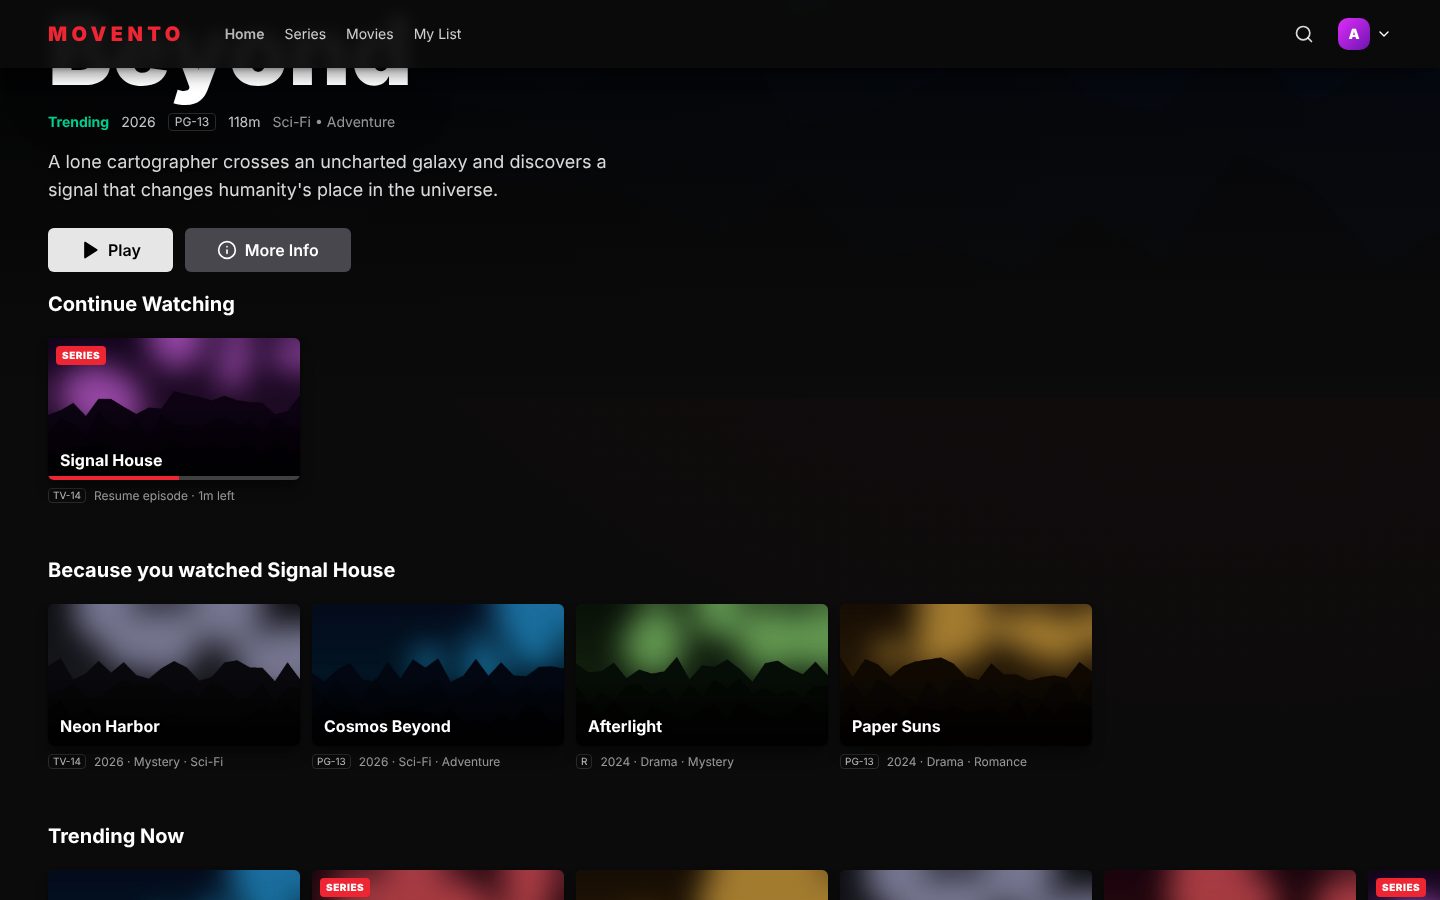 MOVENTO Home Series Movies My List A
Beyond
Trending 2026 PG-13 118m Sci-Fi • Adventure
A lone cartographer crosses an uncharted galaxy and discovers a
signal that changes humanity's place in the universe.
Play More Info
Continue Watching
SERIES
Signal House
TV-14 Resume episode · 1m left
Because you watched Signal House
Neon Harbor Cosmos Beyond Afterlight Paper Suns
TV-14 2026 · Mystery · Sci-Fi PG-13 2026 · Sci-Fi · Adventure R 2024 · Drama · Mystery PG-13 2024 · Drama · Romance
Trending Now
SERIES SERIES